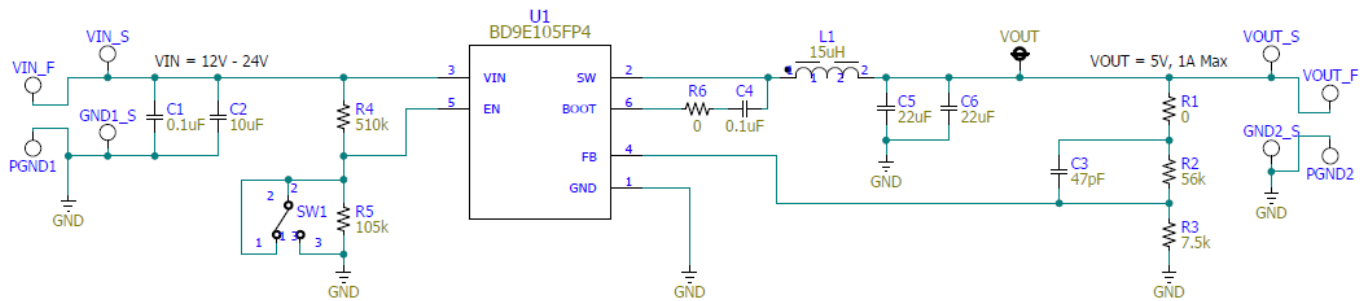 U1
BD9E105FP4
VIN_S
VIN_F
VIN = 12V - 24V
3
VIN
5
EN
SW
2
BOOT
6
FB
4
GND
1
C1
0.1uF
C2
10uF
GND1_S
PGND1
GND
R4
510k
R5
105k
SW1
2
2
1
1
3
3
GND
GND
R6
0
C4
0.1uF
L1
15uH
1
1
2
2
VOUT
C5
22uF
C6
22uF
GND
VOUT = 5V, 1A Max
VOUT_S
VOUT_F
R1
0
C3
47pF
R2
56k
R3
7.5k
GND
GND2_S
PGND2
GND